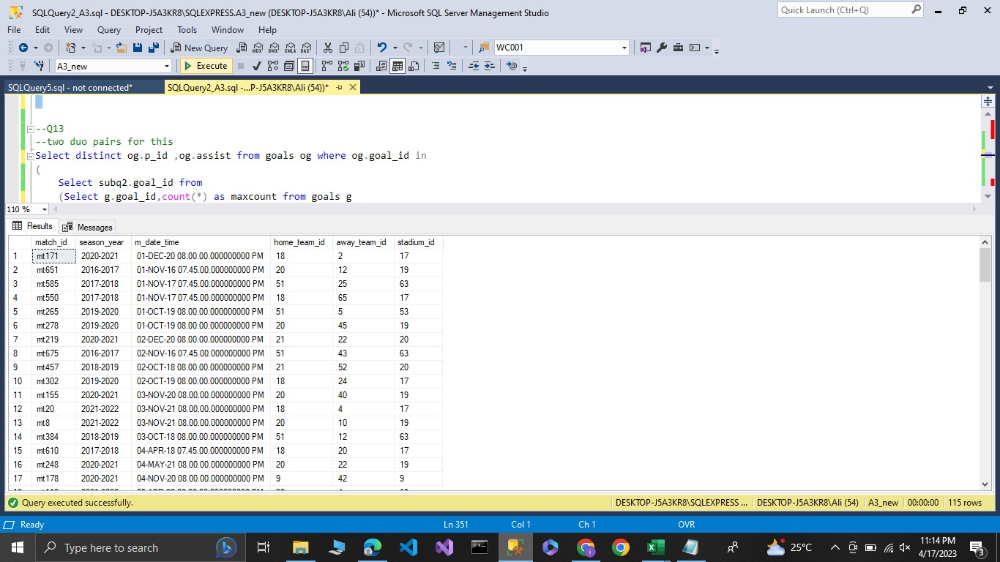 SQLQuery2_A3.sql - DESKTOP-J5A3KR8\SQLEXPRESS.A3_new (DESKTOP-J5A3KR8\Ali (54))* - Microsoft SQL Server Management Studio
Quick Launch (Ctrl+Q)
File Edit View Query Project Tools Window Help
New Query MDX DMX XMLA DAX WC001
A3_new Execute
SQLQuery5.sql - not connected* SQLQuery2_A3.sql -...P-J5A3KR8\Ali (54))*
--Q13
--two duo pairs for this
Select distinct og.p_id ,og.assist from goals og where og.goal_id in
(
Select subq2.goal_id from
(Select g.goal_id,count(*) as maxcount from goals g
110 %
Results Messages
match_id season_year m_date_time home_team_id away_team_id stadium_id
1 mt171 2020-2021 01-DEC-20 08.00.00.000000000 PM 18 2 17
2 mt651 2016-2017 01-NOV-16 07.45.00.000000000 PM 20 12 19
3 mt585 2017-2018 01-NOV-17 07.45.00.000000000 PM 51 25 63
4 mt550 2017-2018 01-NOV-17 07.45.00.000000000 PM 18 65 17
5 mt265 2019-2020 01-OCT-19 08.00.00.000000000 PM 51 5 53
6 mt278 2019-2020 01-OCT-19 08.00.00.000000000 PM 20 45 19
7 mt219 2020-2021 02-DEC-20 08.00.00.000000000 PM 21 22 20
8 mt675 2016-2017 02-NOV-16 07.45.00.000000000 PM 51 43 63
9 mt457 2018-2019 02-OCT-18 08.00.00.000000000 PM 21 52 20
10 mt302 2019-2020 02-OCT-19 08.00.00.000000000 PM 18 24 17
11 mt155 2020-2021 03-NOV-20 08.00.00.000000000 PM 20 40 19
12 mt20 2021-2022 03-NOV-21 08.00.00.000000000 PM 18 4 17
13 mt8 2021-2022 03-NOV-21 08.00.00.000000000 PM 20 10 19
14 mt384 2018-2019 03-OCT-18 08.00.00.000000000 PM 51 12 63
15 mt610 2017-2018 04-APR-18 07.45.00.000000000 PM 18 20 17
16 mt248 2020-2021 04-MAY-21 08.00.00.000000000 PM 20 22 19
17 mt178 2020-2021 04-NOV-20 08.00.00.000000000 PM 9 42 9
Query executed successfully. DESKTOP-J5A3KR8\SQLEXPRESS ... DESKTOP-J5A3KR8\Ali (54) A3_new 00:00:00 115 rows
Ready Ln 351 Col 1 Ch 1 OVR
Type here to search 25°C 11:14 PM
4/17/2023 3